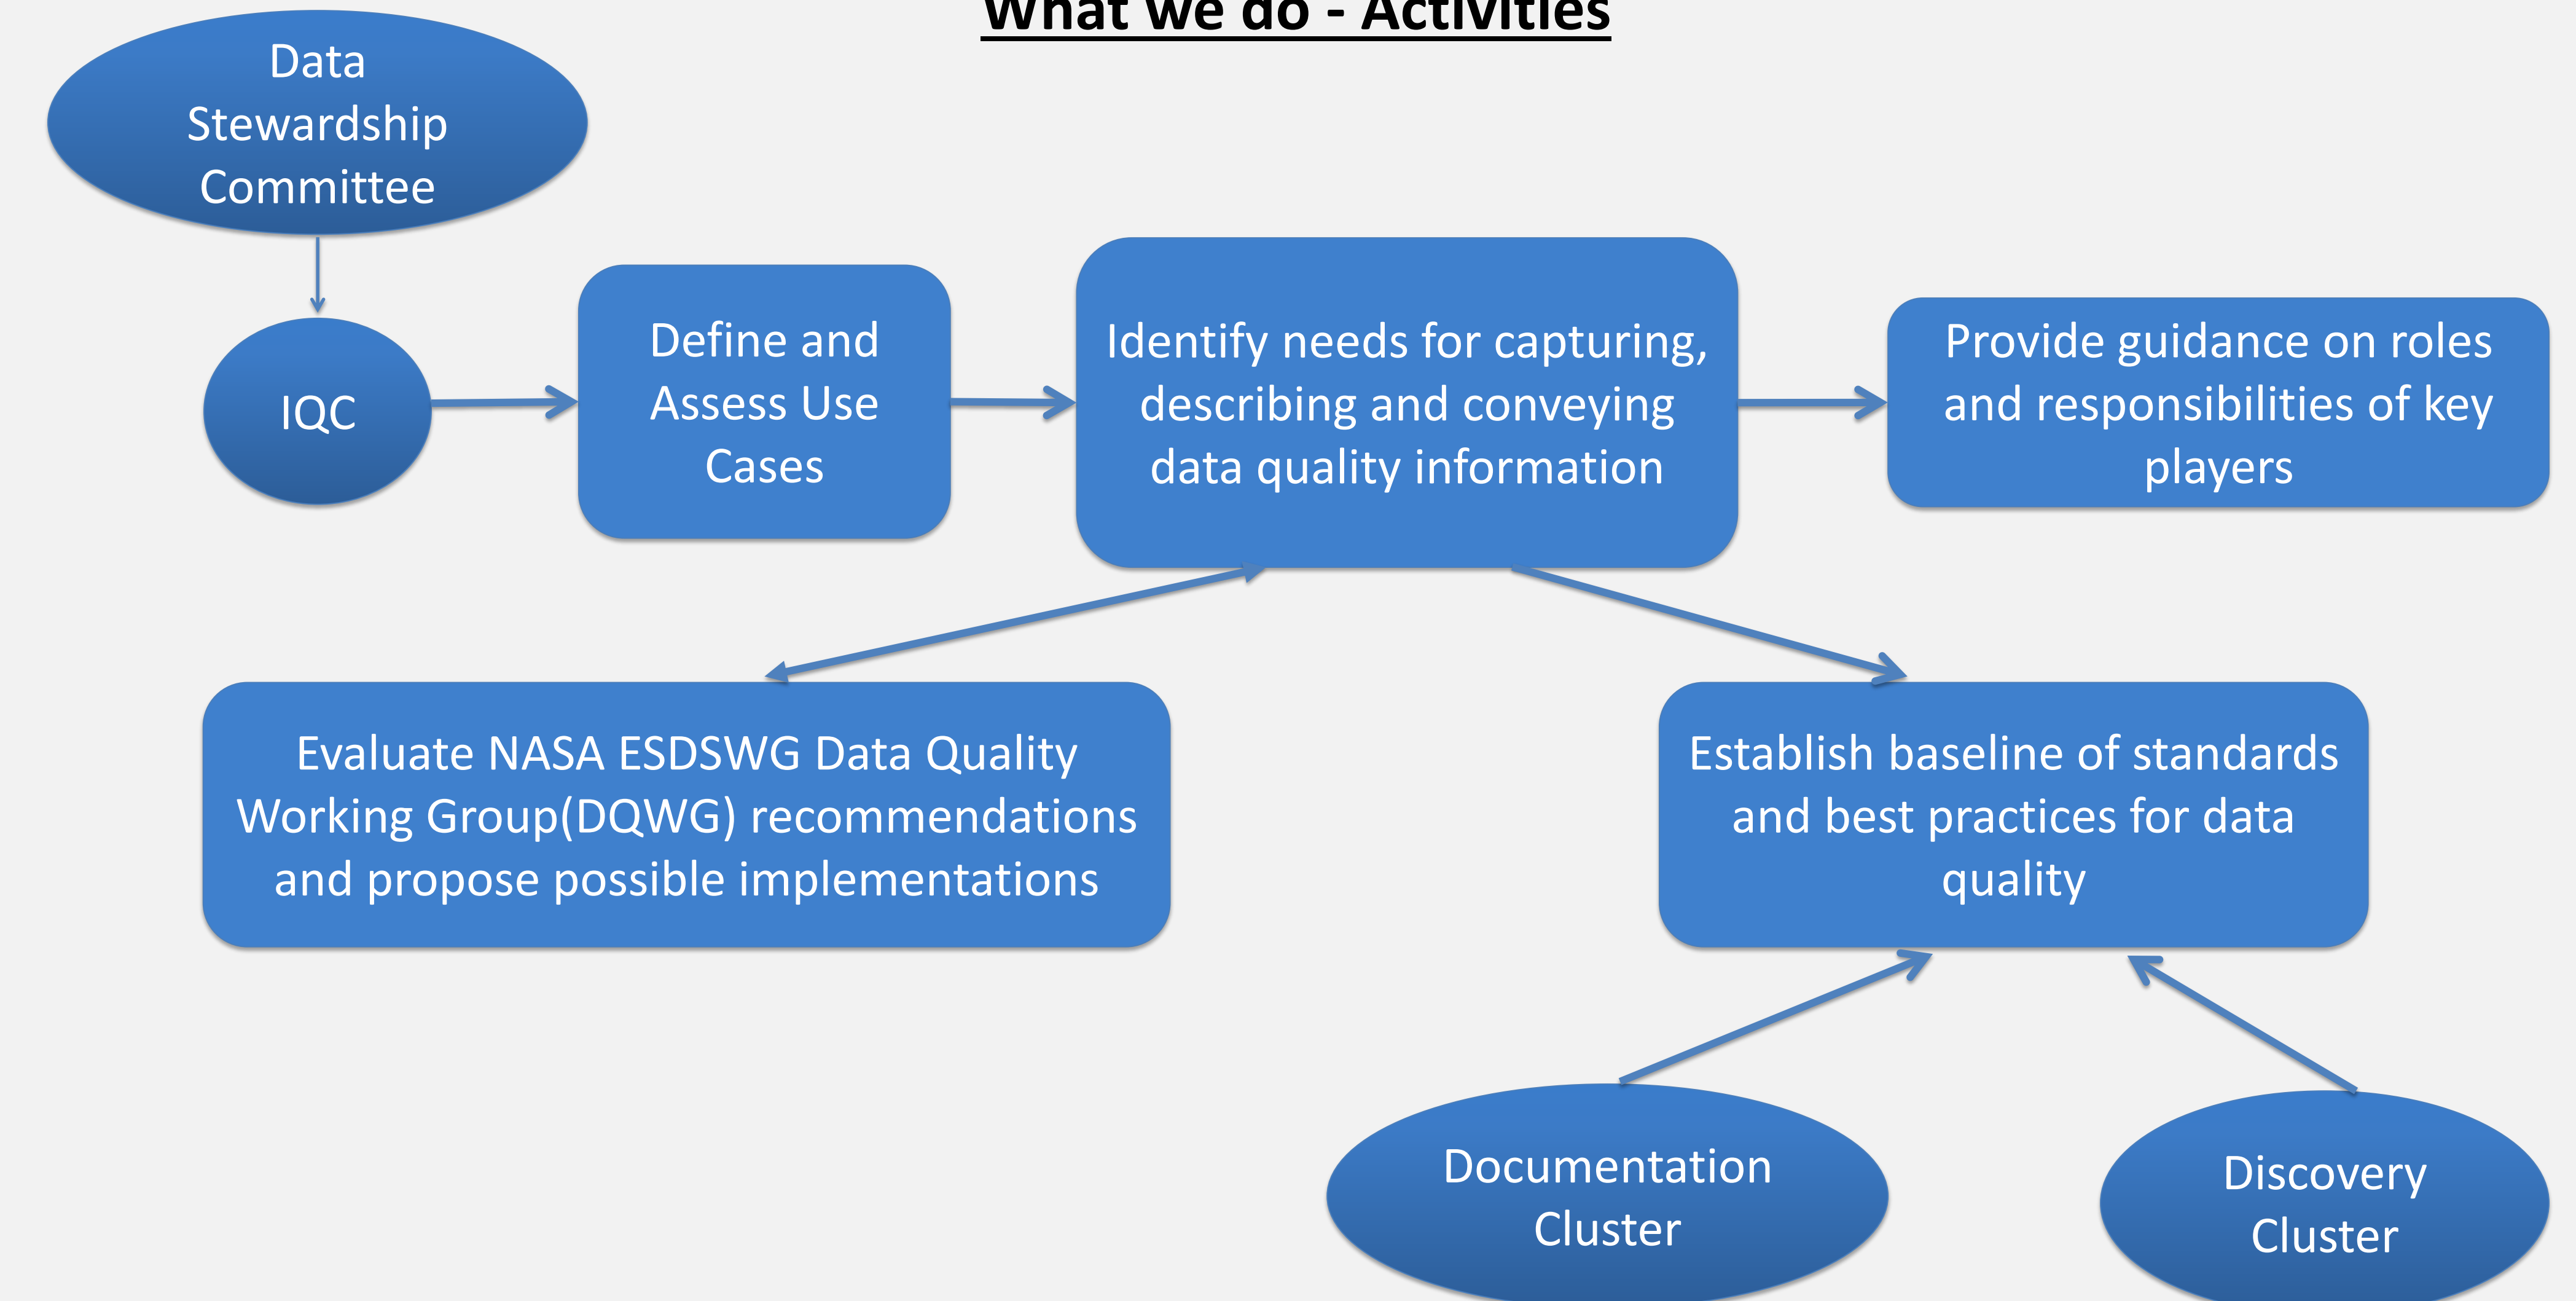 What we do - Activities
Data
Stewardship
Committee
IQC
Define and
Assess Use
Cases
Identify needs for capturing,
describing and conveying
data quality information
Provide guidance on roles
and responsibilities of key
players
Evaluate NASA ESDSWG Data Quality
Working Group(DQWG) recommendations
and propose possible implementations
Establish baseline of standards
and best practices for data
quality
Documentation
Cluster
Discovery
Cluster